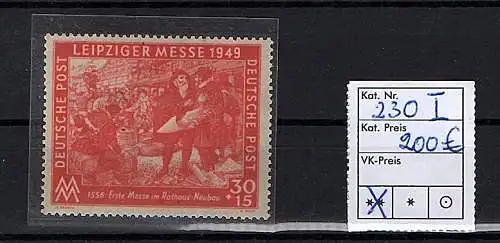 LEIPZIGER MESSE 1949
DEUTSCHE POST
DEUTSCHE POST
MM
30
+15
1556 · Erste Messe im Rathaus-Neubau
Kat. Nr.
230 I
Kat. Preis
200 €
VK-Preis
** * ⊙